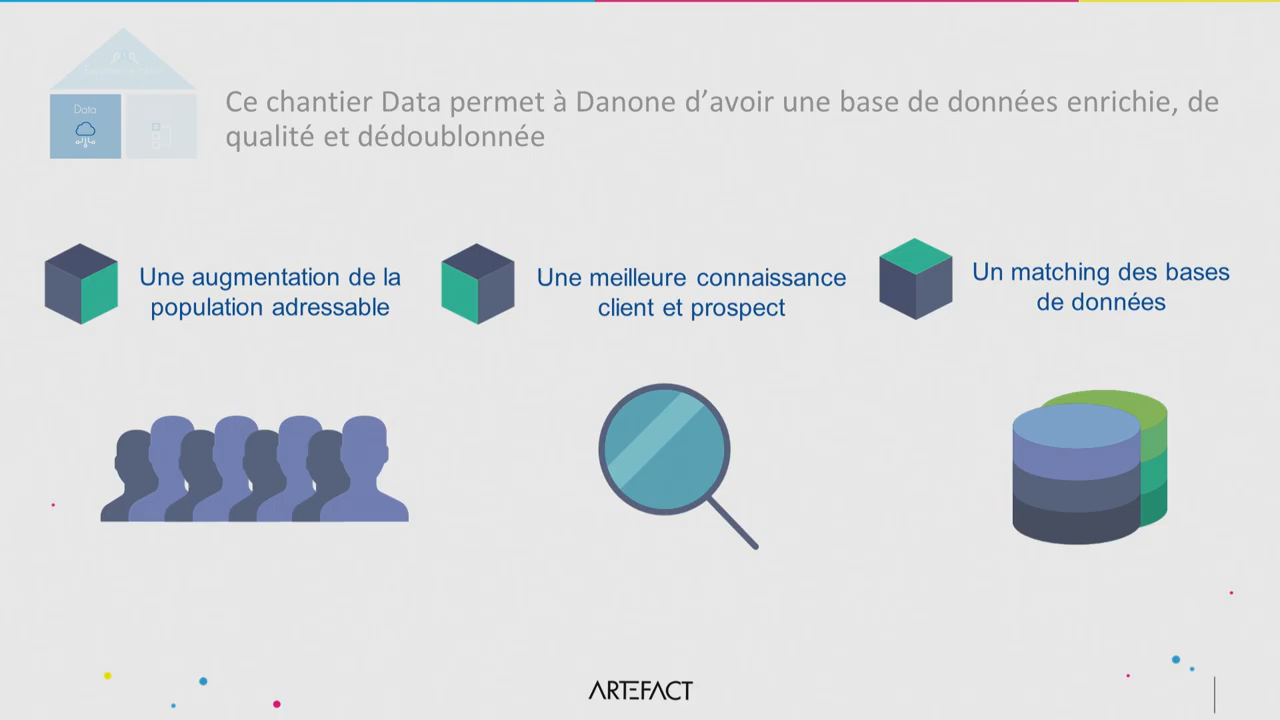 Data
Ce chantier Data permet à Danone d’avoir une base de données enrichie, de
qualité et dédoublonnée
Une augmentation de la
population adressable
Une meilleure connaissance
client et prospect
Un matching des bases
de données
ARTEFACT